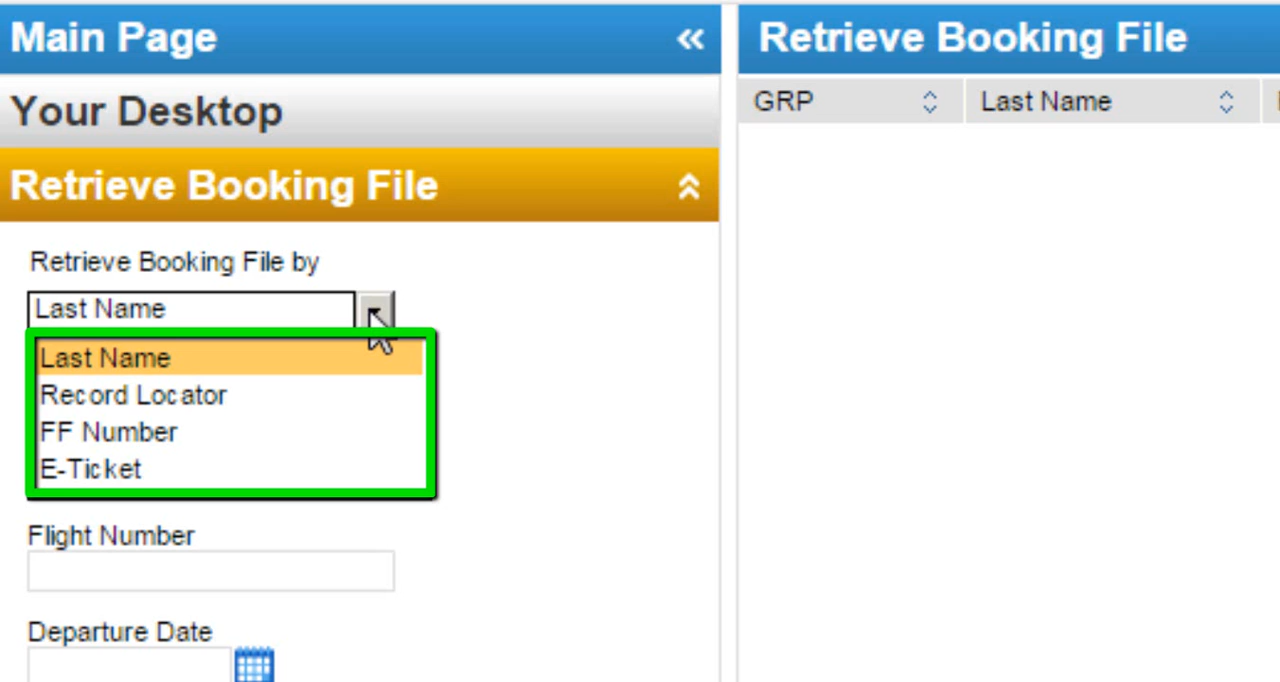 Main Page
Your Desktop
Retrieve Booking File
Retrieve Booking File by
Last Name
Last Name
Record Locator
FF Number
E-Ticket
Flight Number
Departure Date
Retrieve Booking File
GRP Last Name